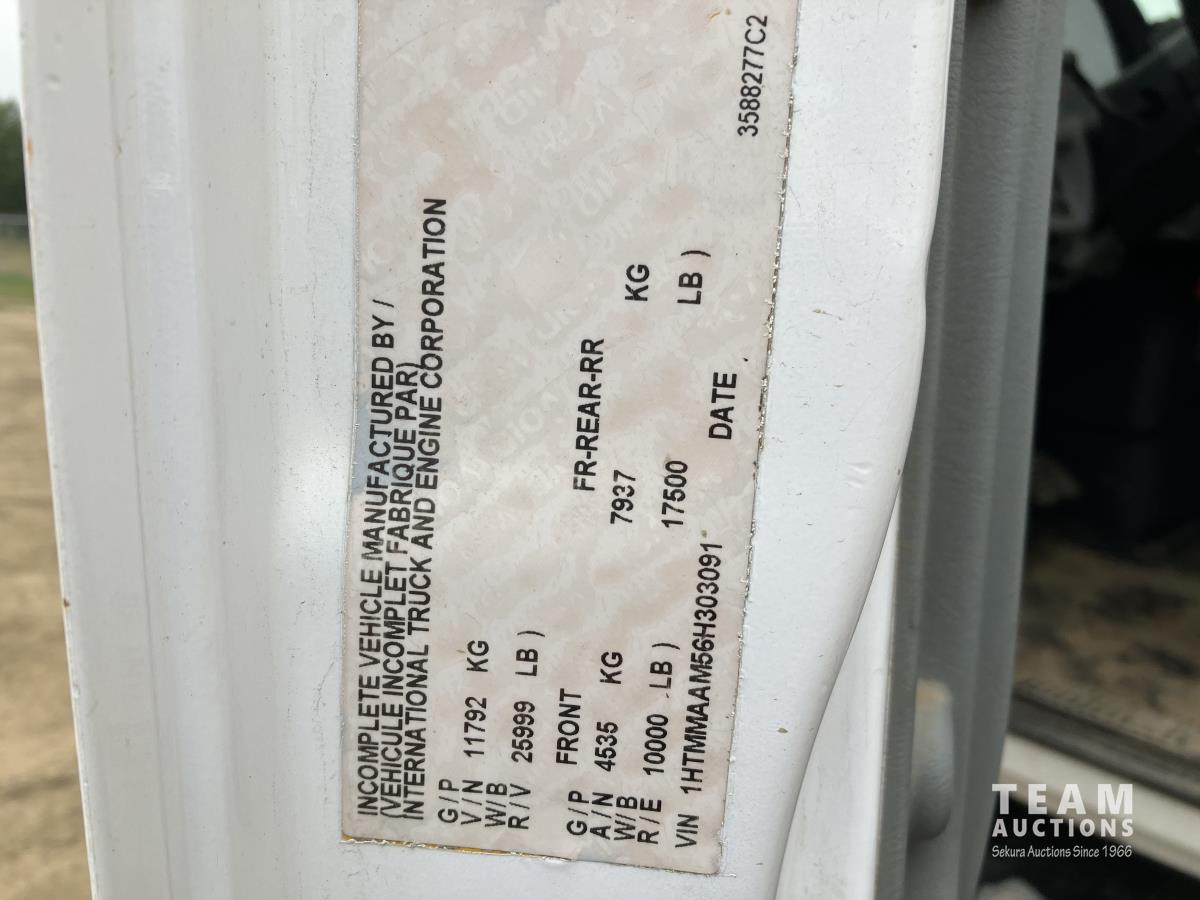 INCOMPLETE VEHICLE MANUFACTURED BY /
(VEHICULE INCOMPLET FABRIQUE PAR)
INTERNATIONAL TRUCK AND ENGINE CORPORATION
G / P
V / N 11792 KG
W/B
R / V 25999 LB )
G / P FRONT FR-REAR-RR
A / N 4535 KG 7937 KG
W/B
R / E 10000 LB ) 17500 LB )
VIN 1HTMMAAM56H303091 DATE
3588277C2
TEAM
AUCTIONS
Sekura Auctions Since 1966